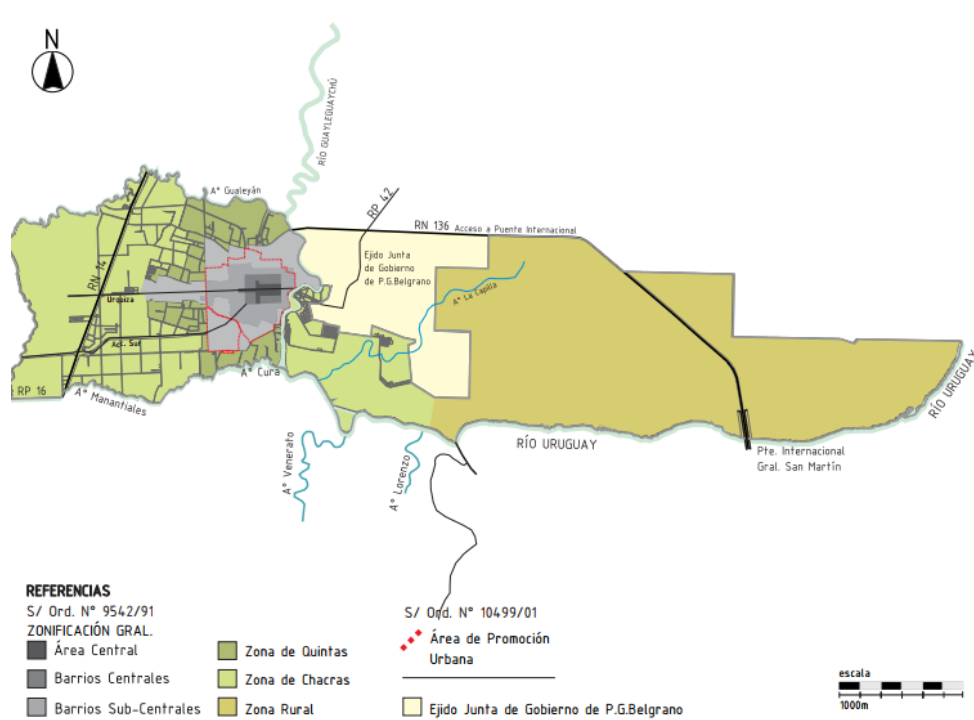 N
RÍO GUAYLEGUAYCHÚ
Aº Gualeyán
RP 42
RN 136 Acceso a Puente Internacional
Ejido Junta
de Gobierno
de P.G.Belgrano
RN 14
Urquiza
Aº La Capilla
Acc. Sur
Aº Cura
RP 16
Aº Manantiales
RÍO URUGUAY
RÍO URUGUAY
Pte. Internacional
Gral. San Martín
Aº Venerato
Aº Lorenzo
REFERENCIAS
S/ Ord. Nº 9542/91
ZONIFICACIÓN GRAL.
Área Central
Barrios Centrales
Barrios Sub-Centrales
Zona de Quintas
Zona de Chacras
Zona Rural
S/ Ord. Nº 10499/01
Área de Promoción
Urbana
Ejido Junta de Gobierno de P.G.Belgrano
escala
1000m